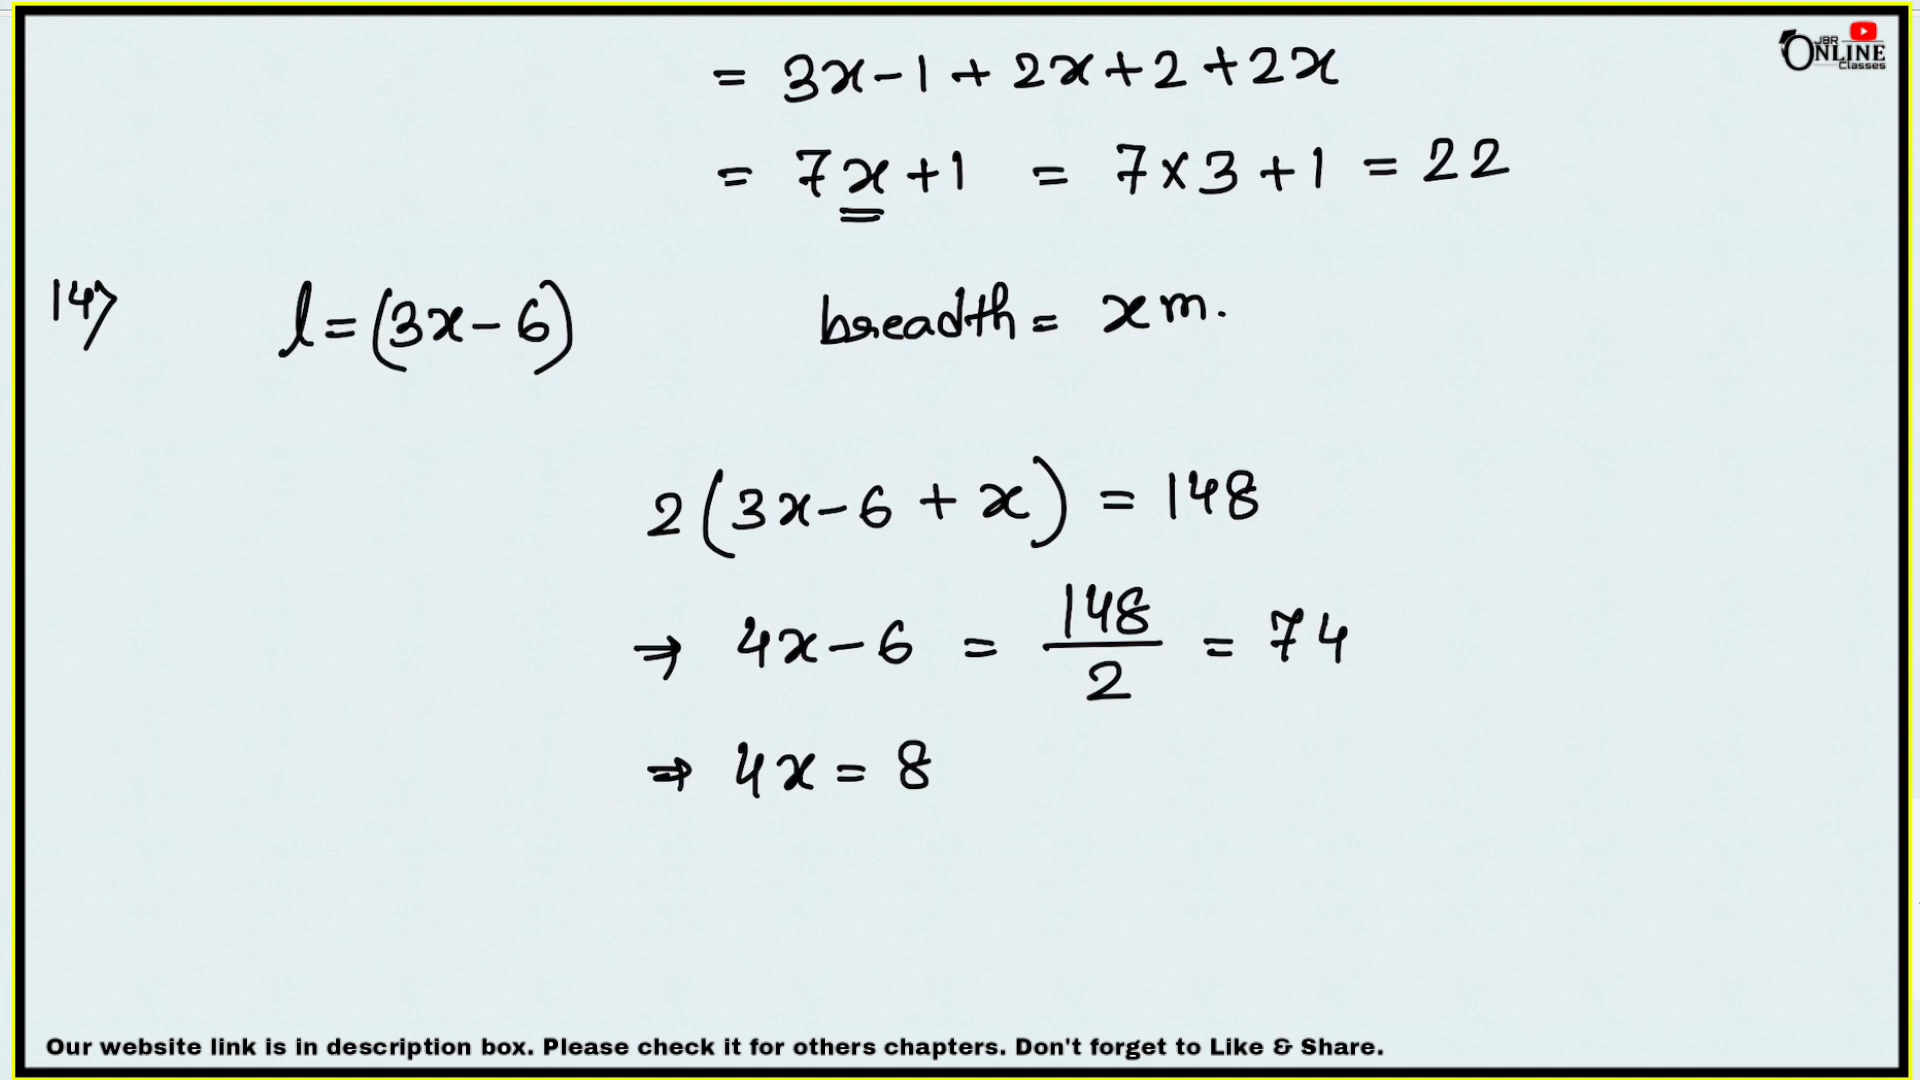 = 3x-1 + 2x+2 +2x
= 7x+1 = 7×3+1 = 22
JBR
ONLINE
Classes
14> l=(3x-6) breadth= x m.
2(3x-6 + x) = 148
⇒ 4x-6 = 148/2 = 74
⇒ 4x = 8
Our website link is in description box. Please check it for others chapters. Don't forget to Like & Share.